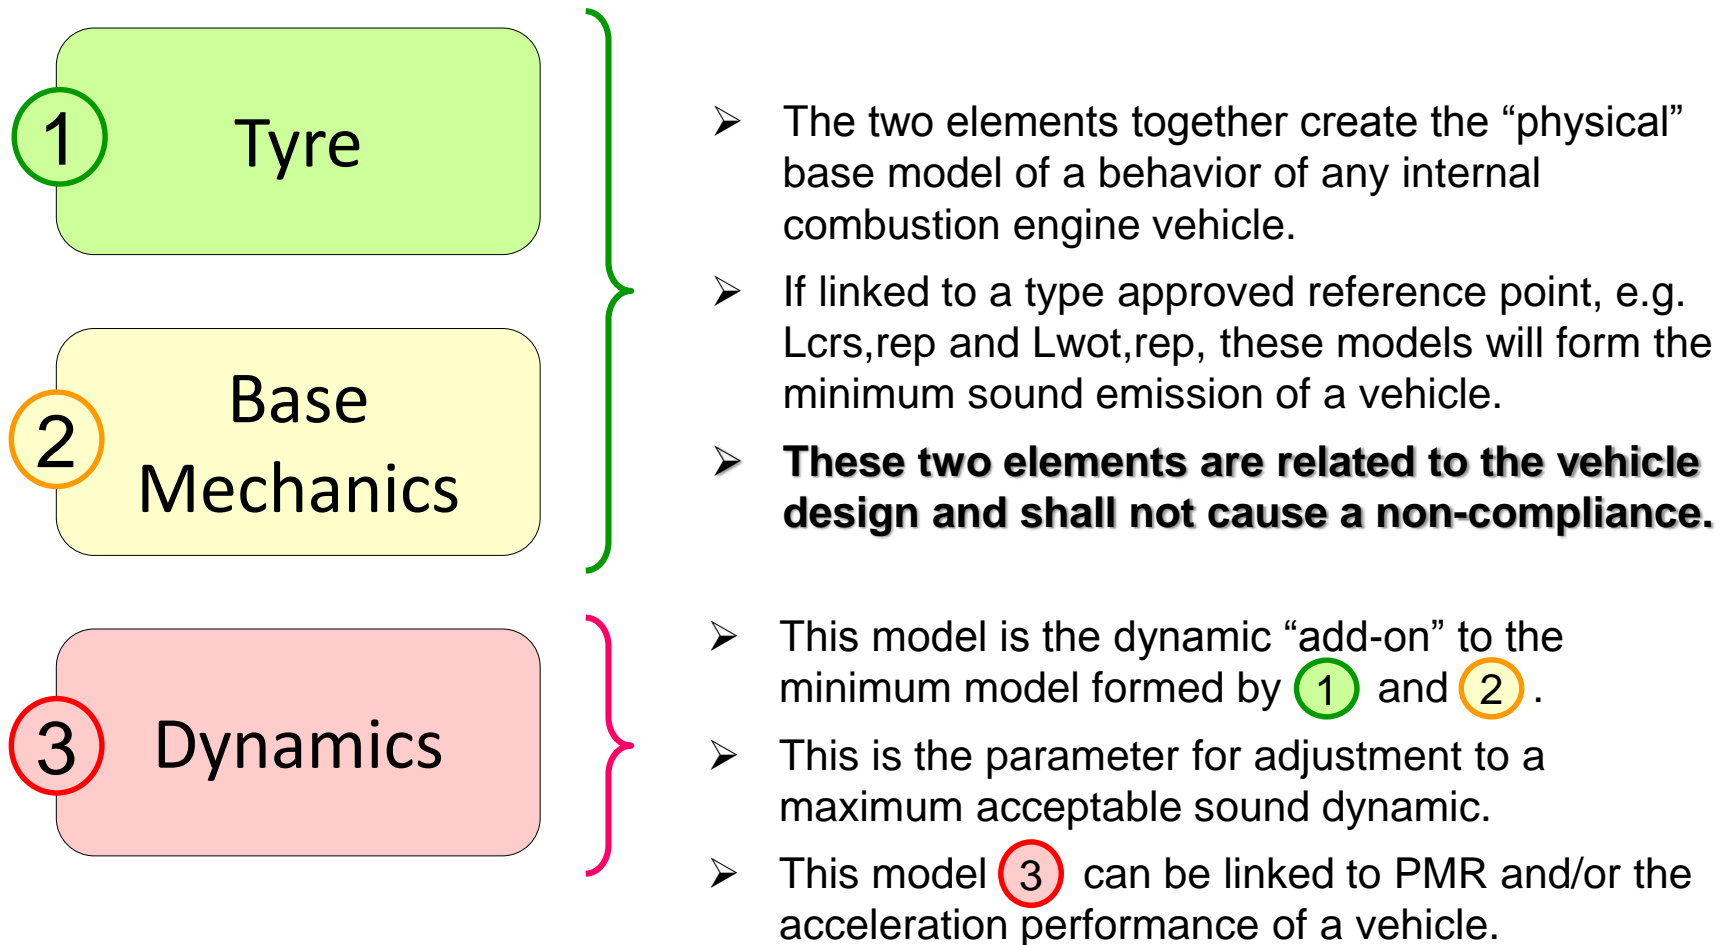 1
Tyre
2
Base
Mechanics
➢ The two elements together create the “physical”
base model of a behavior of any internal
combustion engine vehicle.
➢ If linked to a type approved reference point, e.g.
Lcrs,rep and Lwot,rep, these models will form the
minimum sound emission of a vehicle.
➢ These two elements are related to the vehicle
design and shall not cause a non-compliance.
3
Dynamics
➢ This model is the dynamic “add-on” to the
minimum model formed by 1 and 2 .
➢ This is the parameter for adjustment to a
maximum acceptable sound dynamic.
➢ This model 3 can be linked to PMR and/or the
acceleration performance of a vehicle.